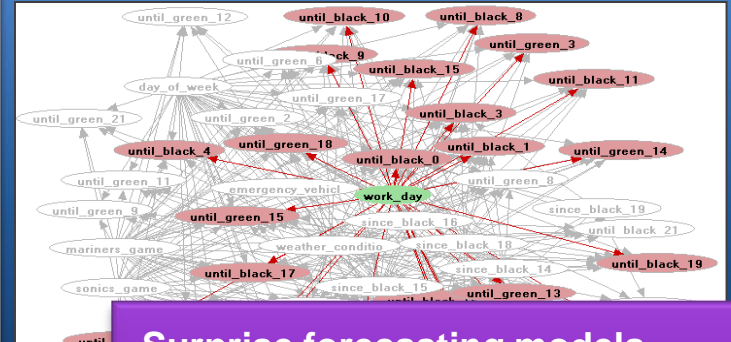 until_green_12
until_black_10
until_black_8
until_green_3
until_green_6
until_black_15
until_black_11
day_of_week
until_green_17
until_green_21
until_green_2
until_black_3
until_black_4
until_green_18
until_black_0
until_black_1
until_green_14
until_green_11
emergency_vehicl
work_day
until_green_8
until_green_9
until_green_15
since_black_16
since_black_19
until_black_21
mariners_game
weather_conditio
since_black_18
until_black_17
since_black_14
until_black_19
sonics_game
since_black_15
until_green_13
Surprise forecasting models